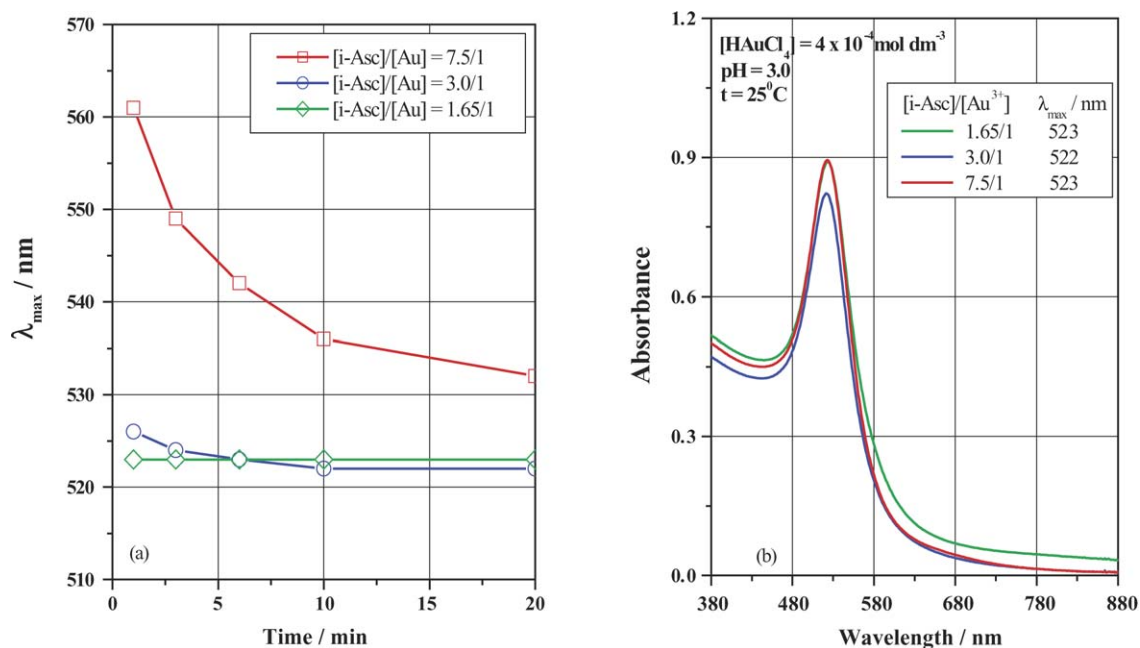 570
560
550
540
530
520
510
λmax / nm
[i-Asc]/[Au] = 7.5/1
[i-Asc]/[Au] = 3.0/1
[i-Asc]/[Au] = 1.65/1
(a)
0 5 10 15 20
Time / min
1.2
0.9
0.6
0.3
0.0
Absorbance
[HAuCl4] = 4 x 10-4 mol dm-3
pH = 3.0
t = 25⁰C
[i-Asc]/[Au3+] λmax / nm
1.65/1 523
3.0/1 522
7.5/1 523
(b)
380 480 580 680 780 880
Wavelength / nm